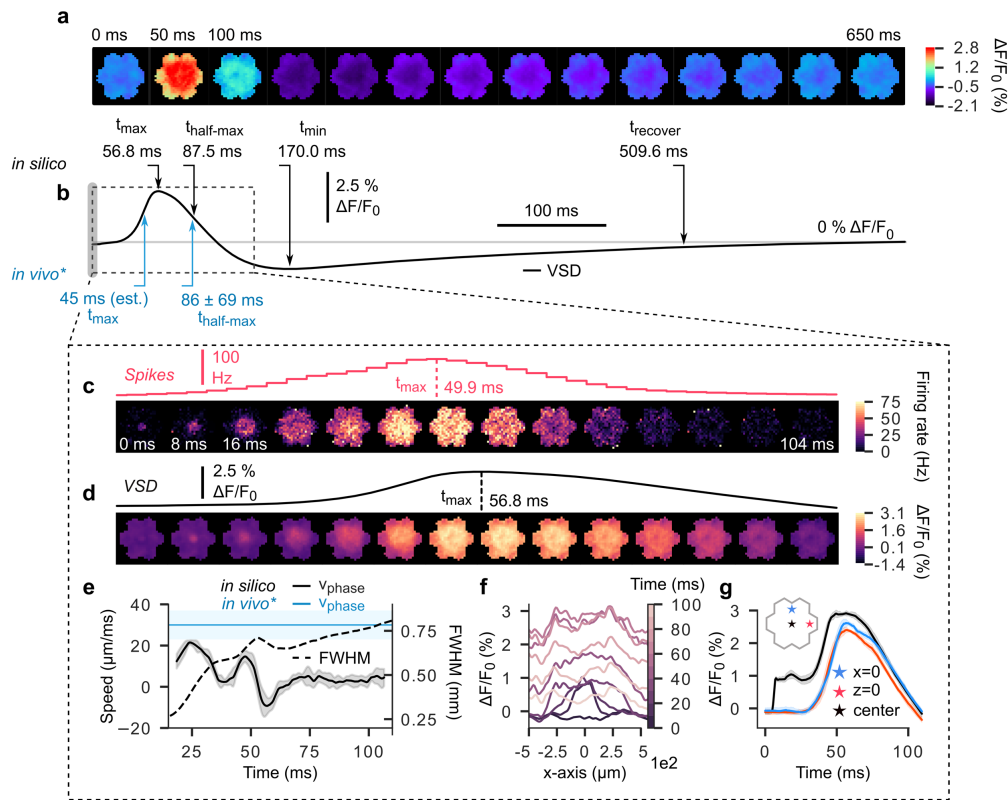 a
0 ms 50 ms 100 ms 650 ms
2.8
1.2
-0.5
-2.1
ΔF/F0 (%)
tmax thalf-max tmin trecover
56.8 ms 87.5 ms 170.0 ms 509.6 ms
in silico
b
2.5 %
ΔF/F0
100 ms
0 % ΔF/F0
VSD
in vivo*
45 ms (est.) 86 ± 69 ms
tmax thalf-max
c
Spikes
100
Hz
tmax 49.9 ms
0 ms 8 ms 16 ms 104 ms
75
50
25
0
Firing rate (Hz)
d
VSD
2.5 %
ΔF/F0
tmax 56.8 ms
3.1
1.6
0.1
-1.4
ΔF/F0 (%)
e
in silico vphase
in vivo* vphase
FWHM
Speed (µm/ms)
40
20
0
−20
0.75
0.50
0.25
FWHM (mm)
0 25 50 75 100
Time (ms)
f
Time (ms)
100
80
60
40
20
0
ΔF/F0 (%)
3
2
1
0
-5 -2.5 0 2.5 5
1e2
x-axis (µm)
g
ΔF/F0 (%)
3
2
1
0
x=0
z=0
center
0 50 100
Time (ms)